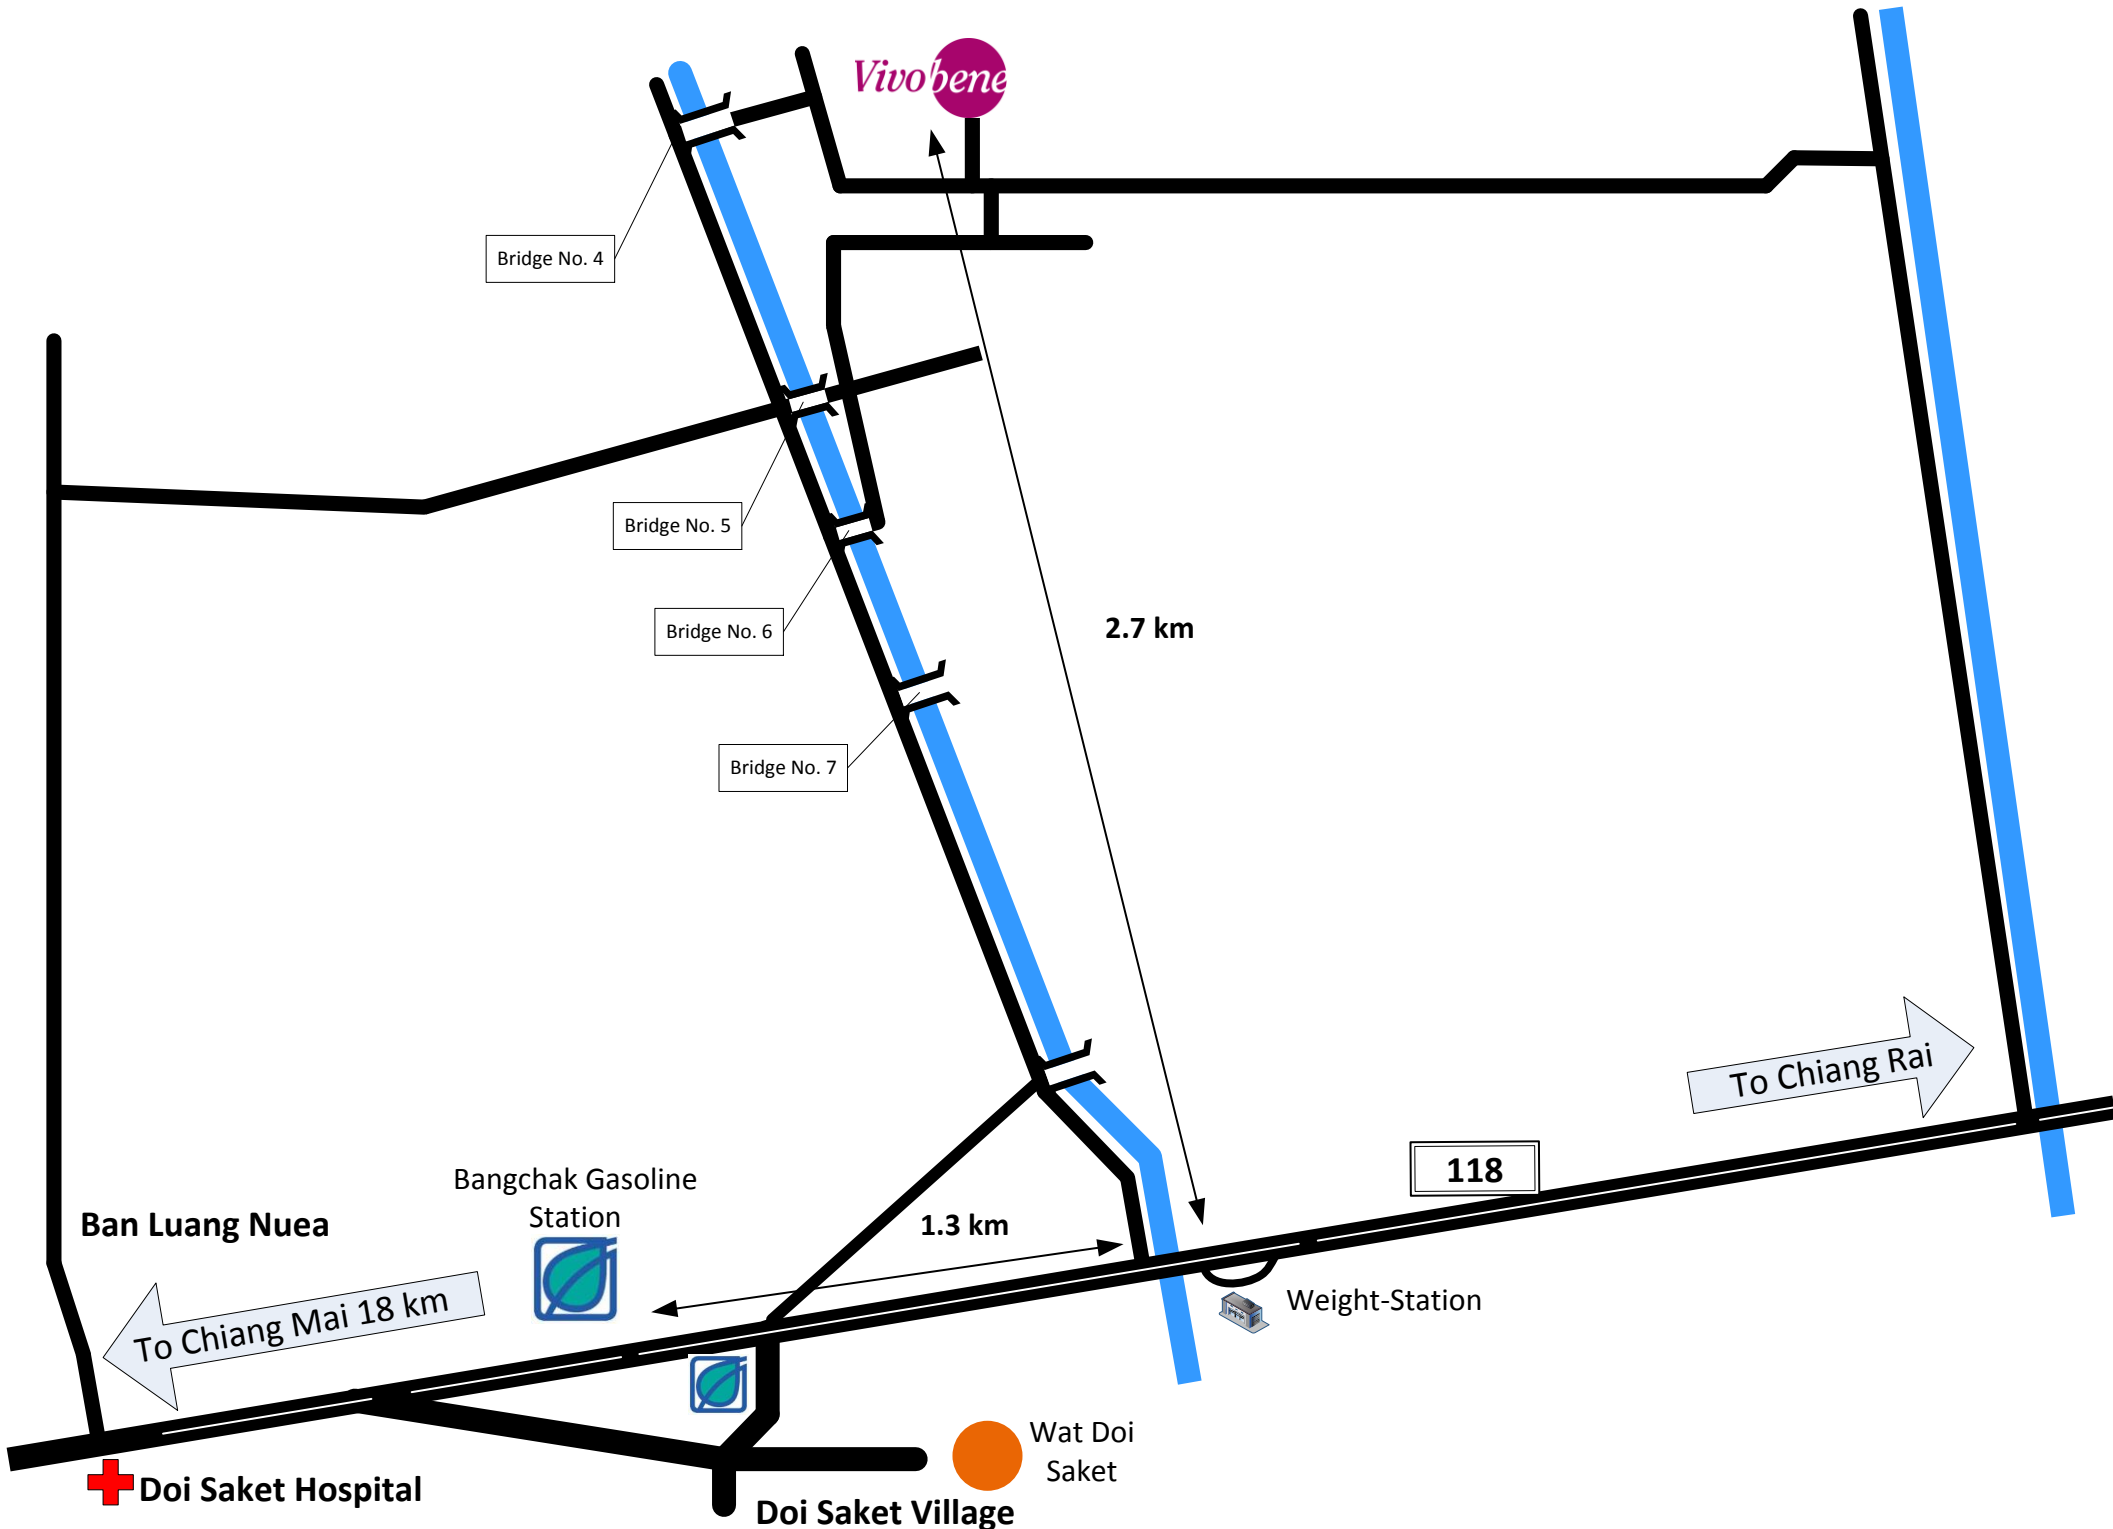 Vivobene
Bridge No. 4
Bridge No. 5
Bridge No. 6
2.7 km
Bridge No. 7
To Chiang Rai
118
Bangchak Gasoline
Station
Ban Luang Nuea
1.3 km
To Chiang Mai 18 km
Weight-Station
Wat Doi
Saket
Doi Saket Hospital
Doi Saket Village